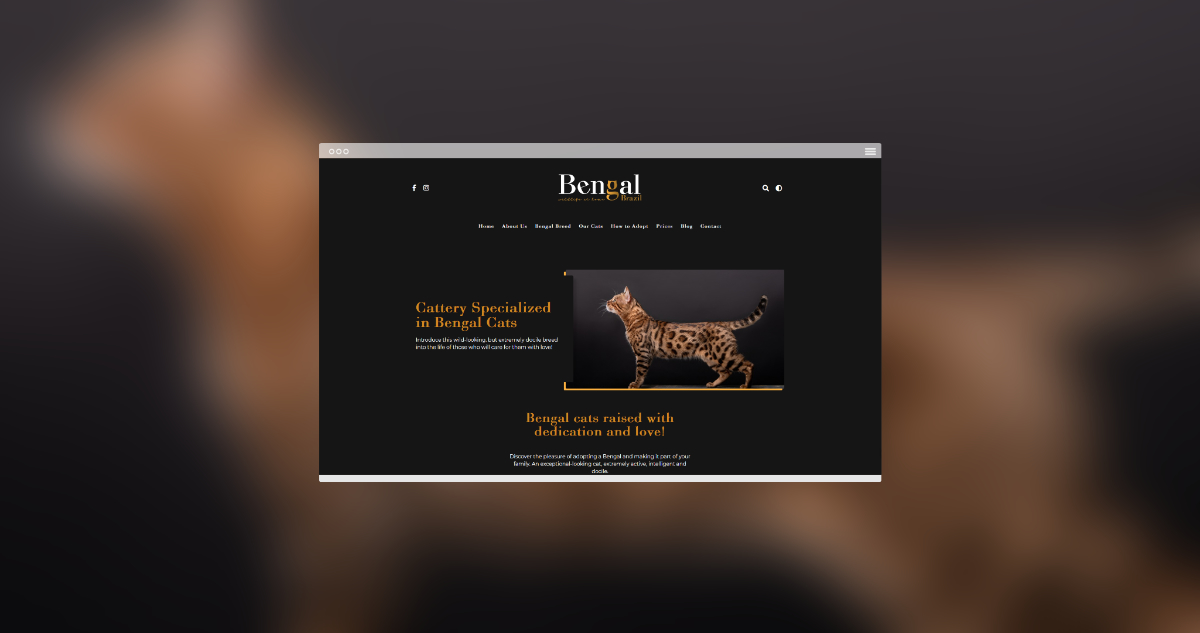 Bengal
wildlife at home Brazil
Home About Us Bengal Breed Our Cats How to Adopt Prices Blog Contact
Cattery Specialized
in Bengal Cats
Introduce this wild-looking, but extremely docile breed
into the life of those who will care for them with love!
Bengal cats raised with
dedication and love!
Discover the pleasure of adopting a Bengal and making it part of your
family. An exceptional-looking cat, extremely active, intelligent and
docile.